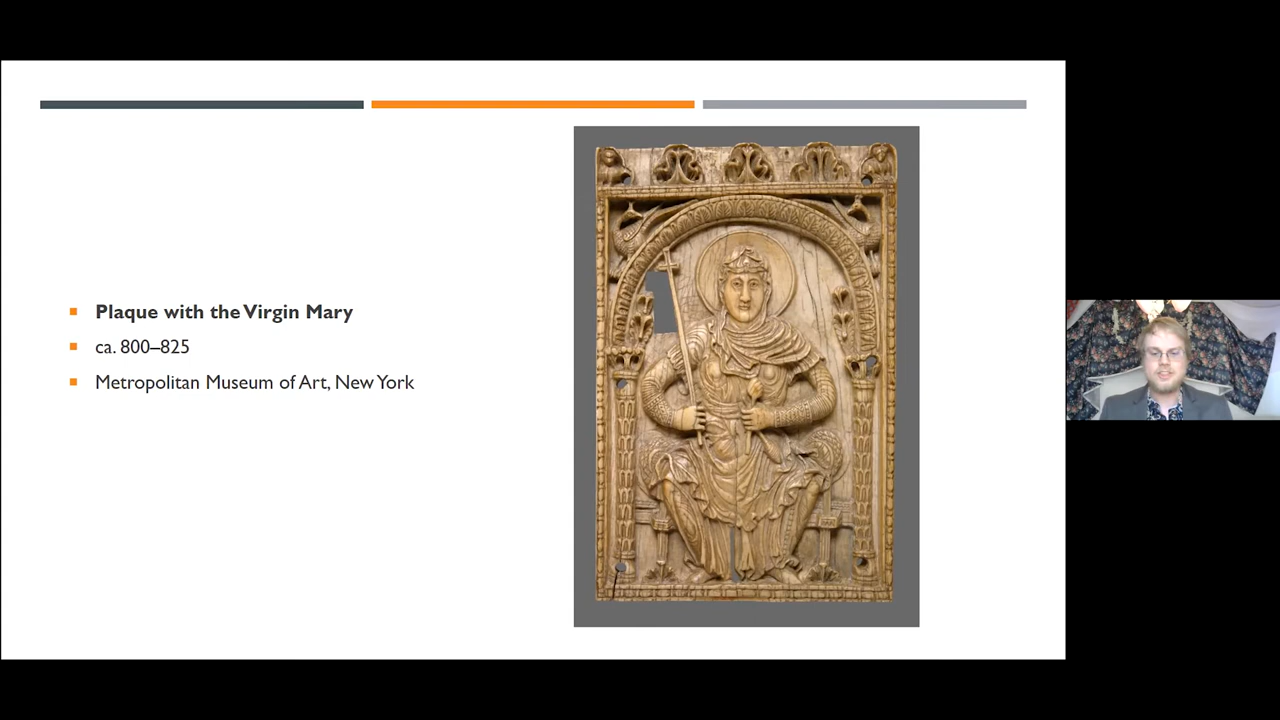 Plaque with the Virgin Mary
ca. 800–825
Metropolitan Museum of Art, New York